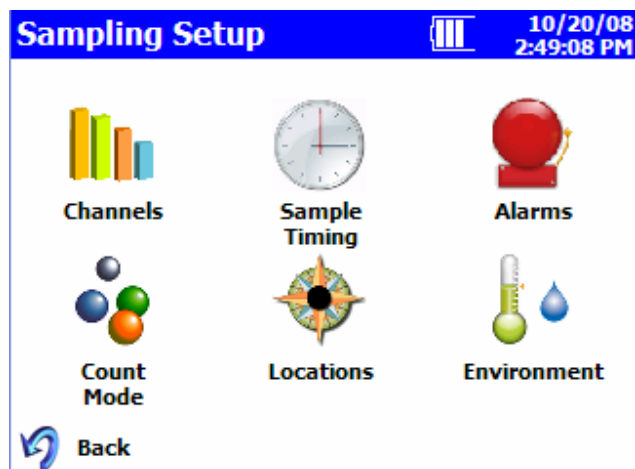 Sampling Setup
10/20/08
2:49:08 PM
Channels
Sample
Timing
Alarms
Count
Mode
Locations
Environment
Back